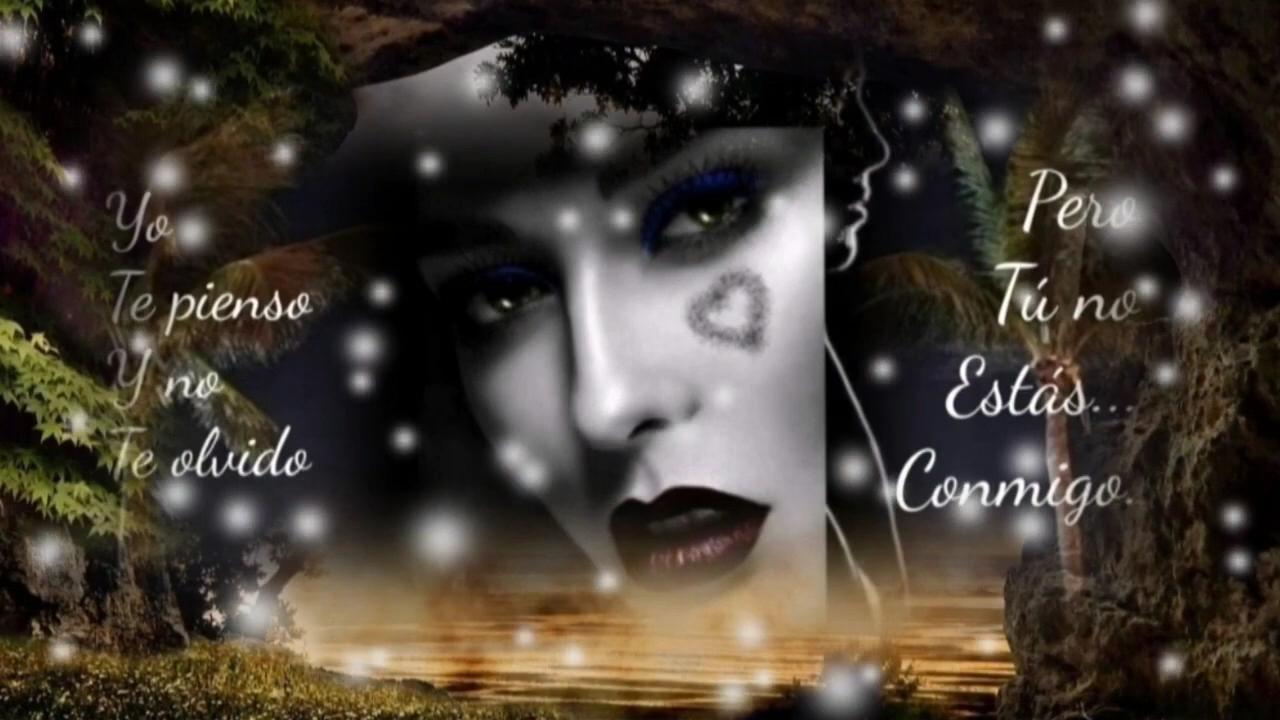 Yo
Te pienso
Y no
Te olvido
Pero
Tú no
Estás...
Conmigo.